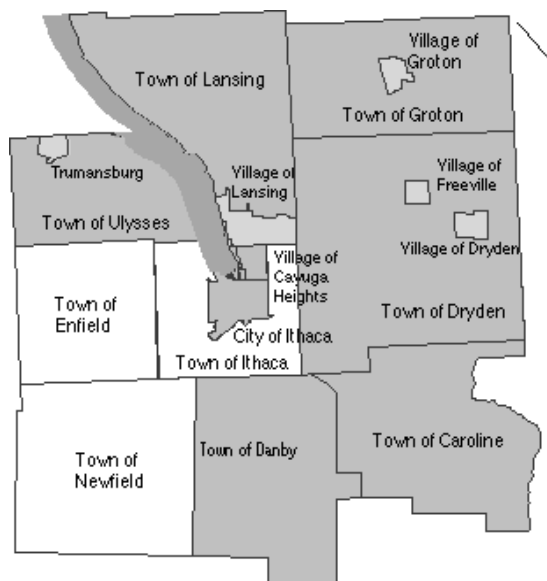 Village of
Groton
Town of Lansing
Town of Groton
Trumansburg
Village of
Lansing
Village of
Freeville
Town of Ulysses
Village of Dryden
Village of
Cayuga
Heights
Town of
Enfield
Town of Dryden
City of Ithaca
Town of Ithaca
Town of Danby
Town of Caroline
Town of
Newfield